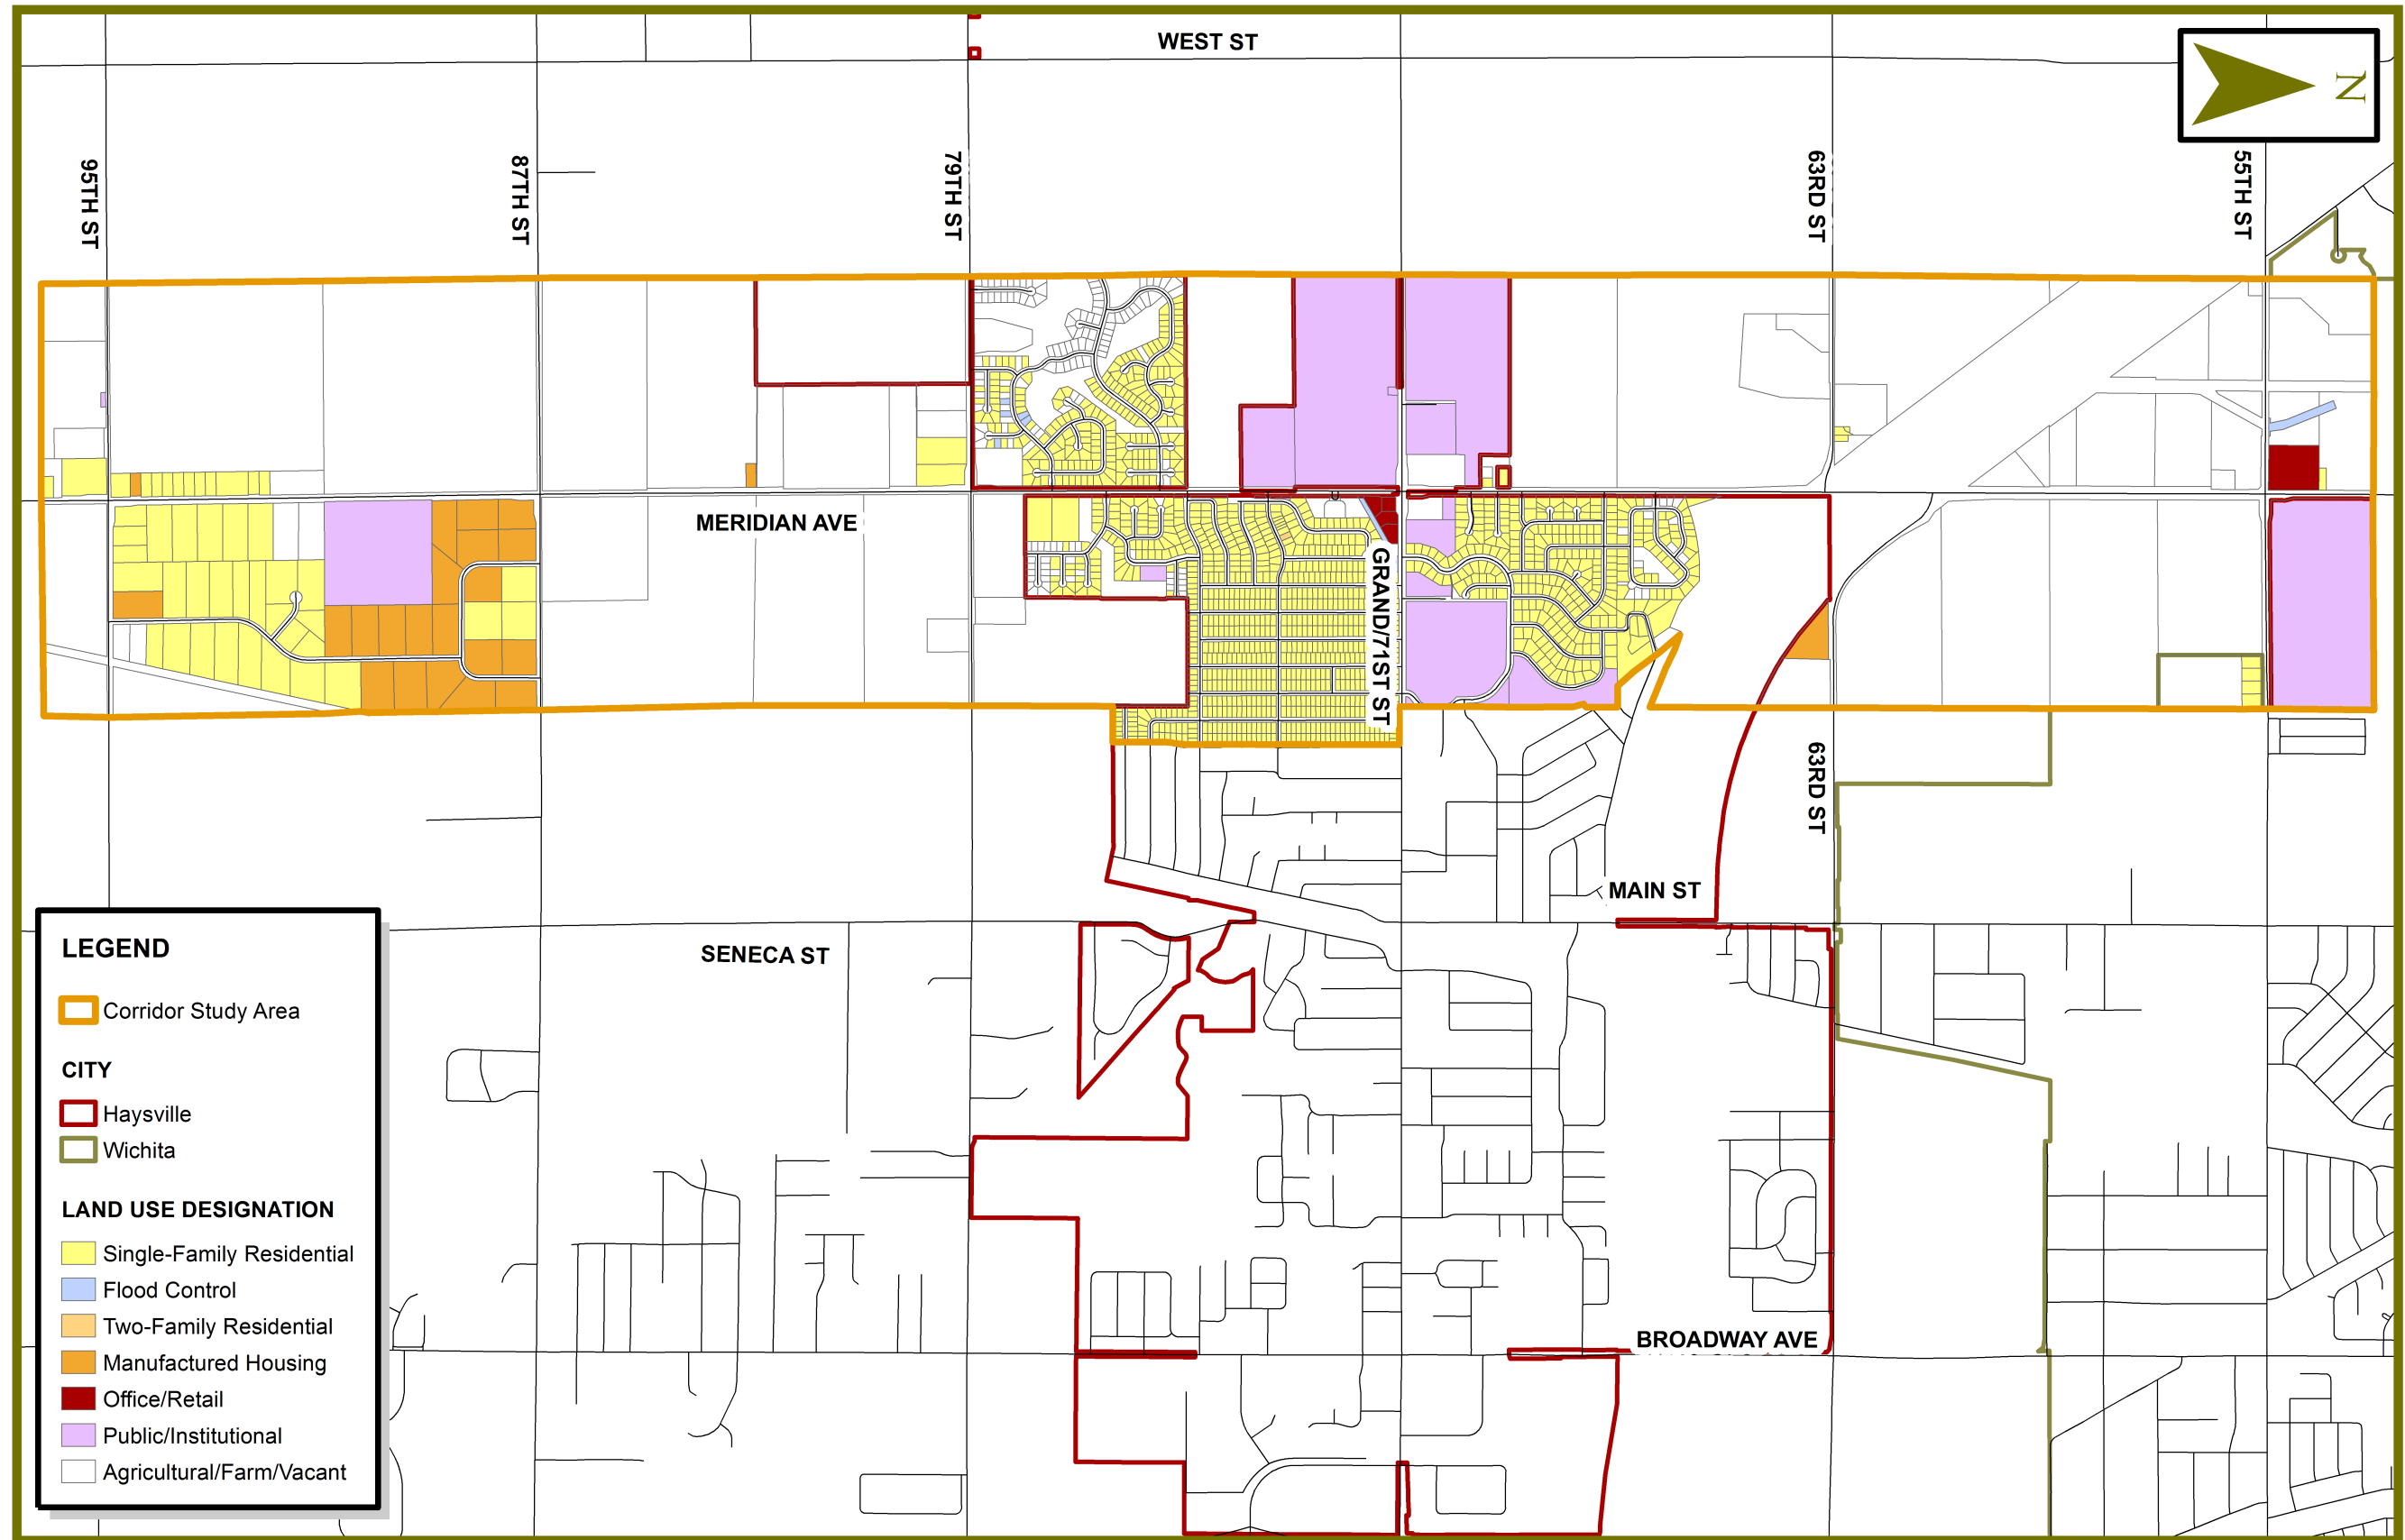 WEST ST
N
95TH ST
87TH ST
79TH ST
63RD ST
55TH ST
MERIDIAN AVE
GRAND/71ST ST
63RD ST
MAIN ST
SENECA ST
BROADWAY AVE
LEGEND
Corridor Study Area
CITY
Haysville
Wichita
LAND USE DESIGNATION
Single-Family Residential
Flood Control
Two-Family Residential
Manufactured Housing
Office/Retail
Public/Institutional
Agricultural/Farm/Vacant